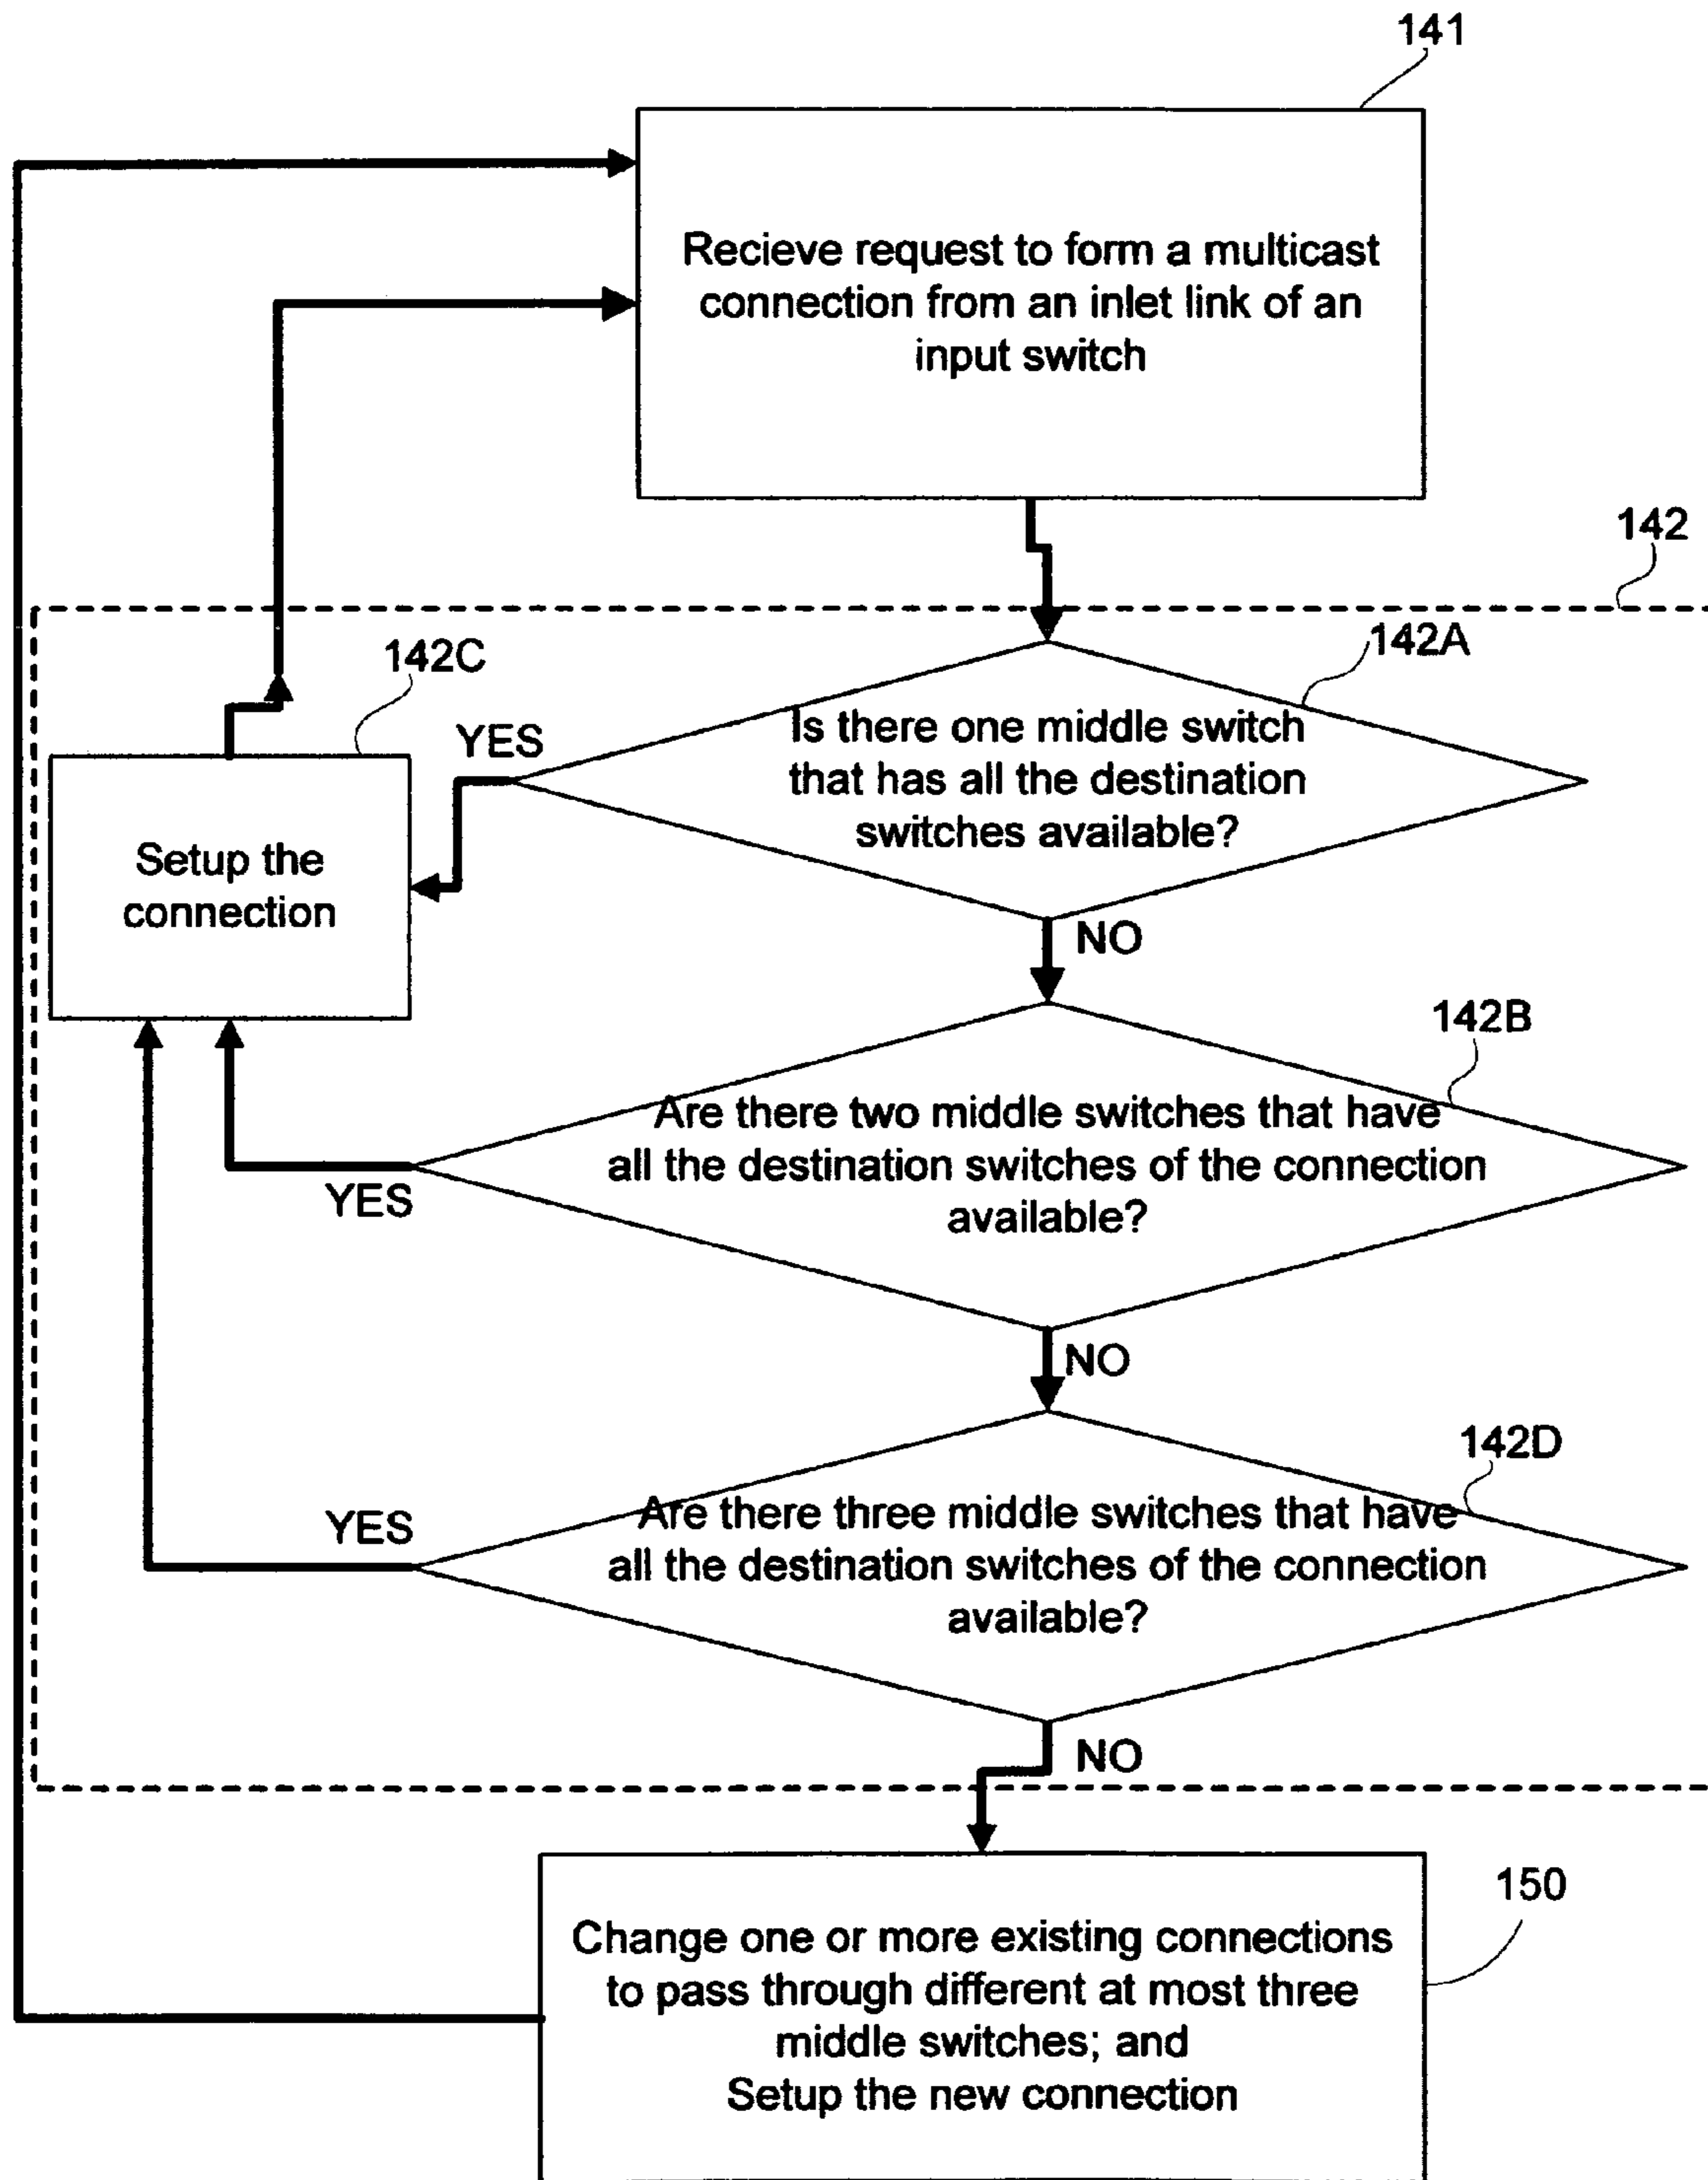 141
Recieve request to form a multicast
connection from an inlet link of an
input switch
142
142A
142C
Is there one middle switch
that has all the destination
switches available?
YES
Setup the
connection
NO
142B
Are there two middle switches that have
all the destination switches of the connection
available?
YES
NO
142D
Are there three middle switches that have
all the destination switches of the connection
available?
YES
NO
150
Change one or more existing connections
to pass through different at most three
middle switches; and
Setup the new connection